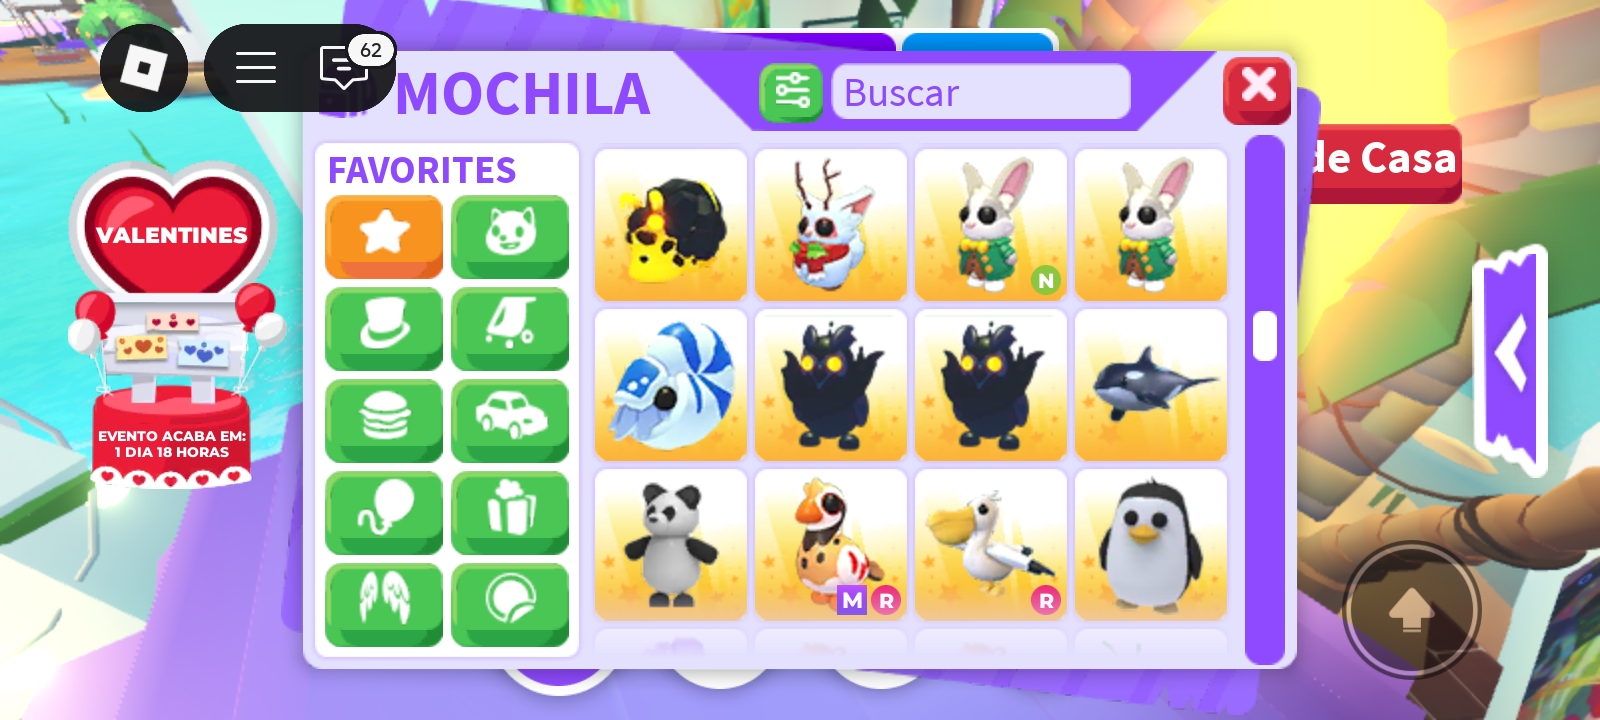 62
MOCHILA
Buscar
de Casa
FAVORITES
VALENTINES
EVENTO ACABA EM:
1 DIA 18 HORAS
N
M R
R